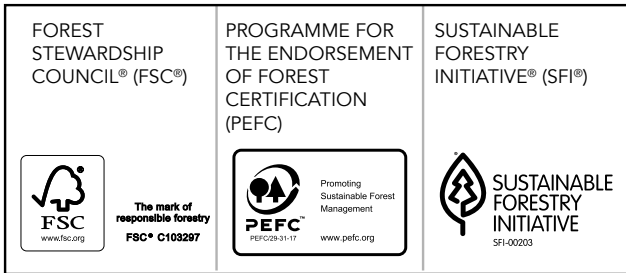 FOREST
STEWARDSHIP
COUNCIL® (FSC®)
FSC
www.fsc.org
The mark of
responsible forestry
FSC® C103297
PROGRAMME FOR
THE ENDORSEMENT
OF FOREST
CERTIFICATION
(PEFC)
PEFC™
PEFC/29-31-17
Promoting
Sustainable Forest
Management
www.pefc.org
SUSTAINABLE
FORESTRY
INITIATIVE® (SFI®)
SUSTAINABLE
FORESTRY
INITIATIVE
SFI-00203